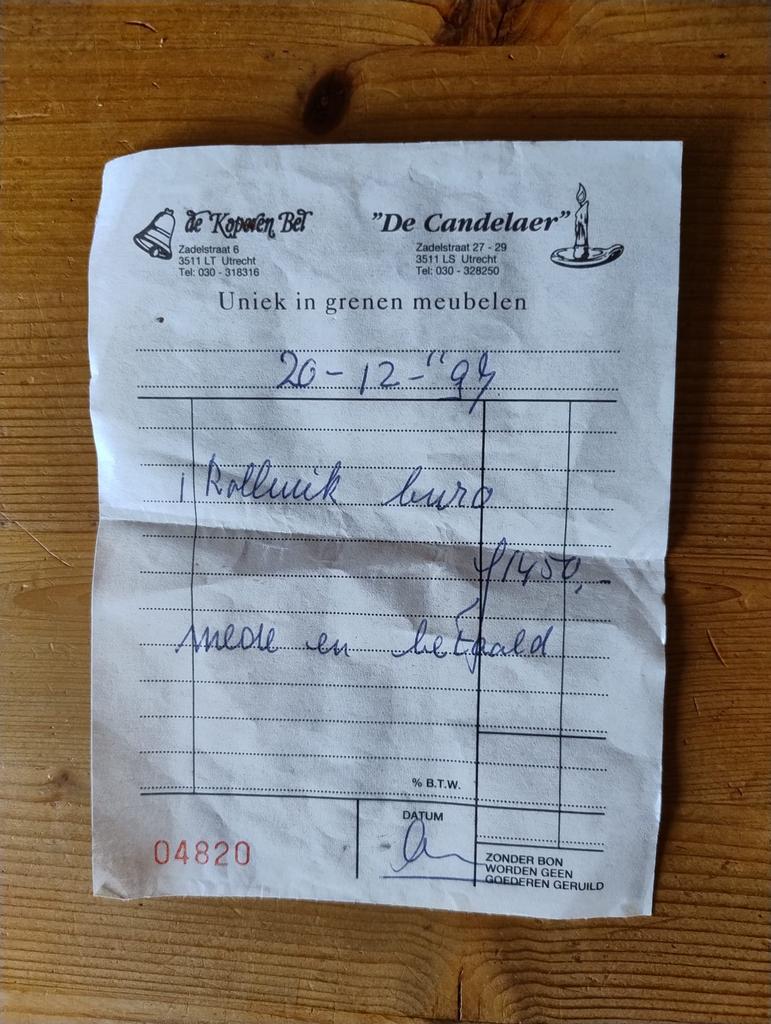 de Koperen Bel
Zadelstraat 6
3511 LT Utrecht
Tel: 030 - 318316
"De Candelaer"
Zadelstraat 27 - 29
3511 LS Utrecht
Tel: 030 - 328250
Uniek in grenen meubelen
20-12-"94
1 Rolluik buro
ƒ1450,-
mede en betaald
% B.T.W.
DATUM
04820
ZONDER BON
WORDEN GEEN
GOEDEREN GERUILD